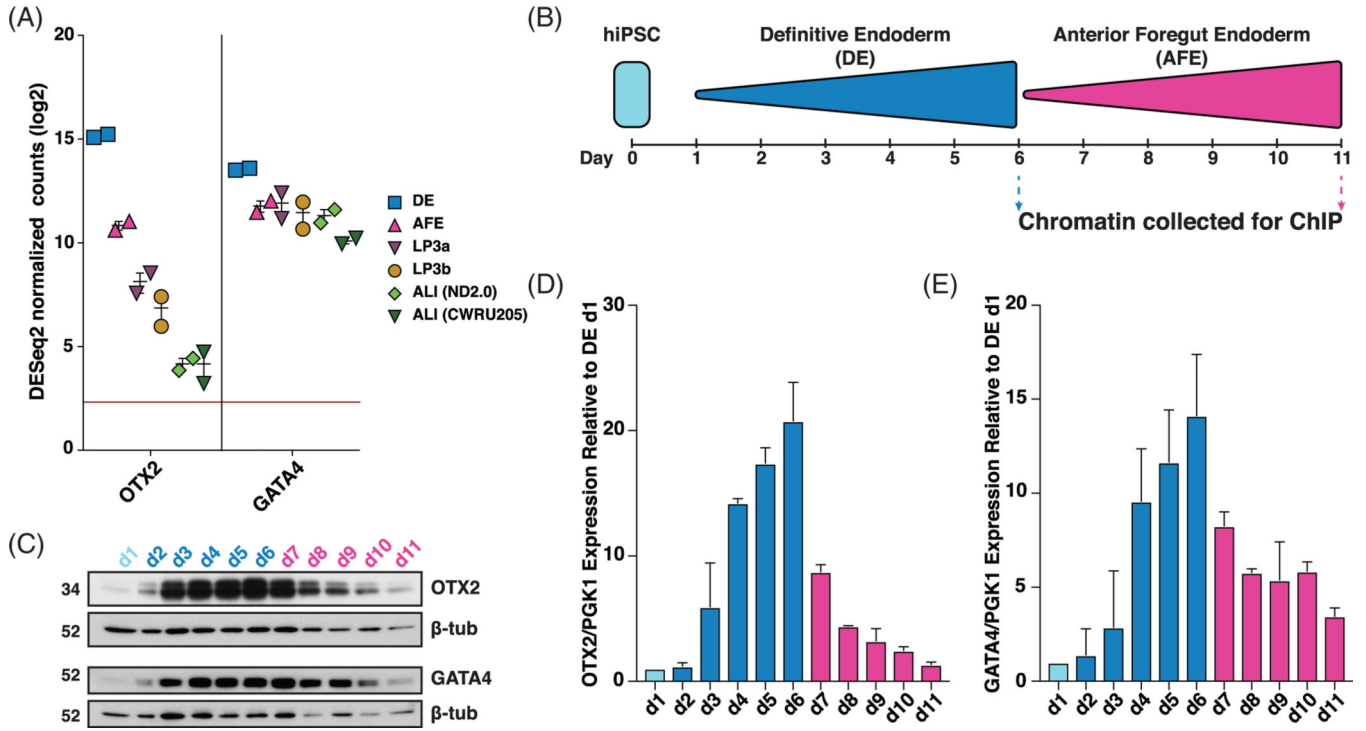 (A)
20
15
10
5
0
DESeq2 normalized counts (log2)
OTX2
GATA4
DE
AFE
LP3a
LP3b
ALI (ND2.0)
ALI (CWRU205)
(B)
hiPSC
Definitive Endoderm
(DE)
Anterior Foregut Endoderm
(AFE)
Day 0 1 2 3 4 5 6 7 8 9 10 11
Chromatin collected for ChIP
(C)
d1 d2 d3 d4 d5 d6 d7 d8 d9 d10 d11
34 OTX2
52 β-tub
52 GATA4
52 β-tub
(D)
OTX2/PGK1 Expression Relative to DE d1
30
20
10
0
d1 d2 d3 d4 d5 d6 d7 d8 d9 d10 d11
(E)
GATA4/PGK1 Expression Relative to DE d1
20
15
10
5
0
d1 d2 d3 d4 d5 d6 d7 d8 d9 d10 d11